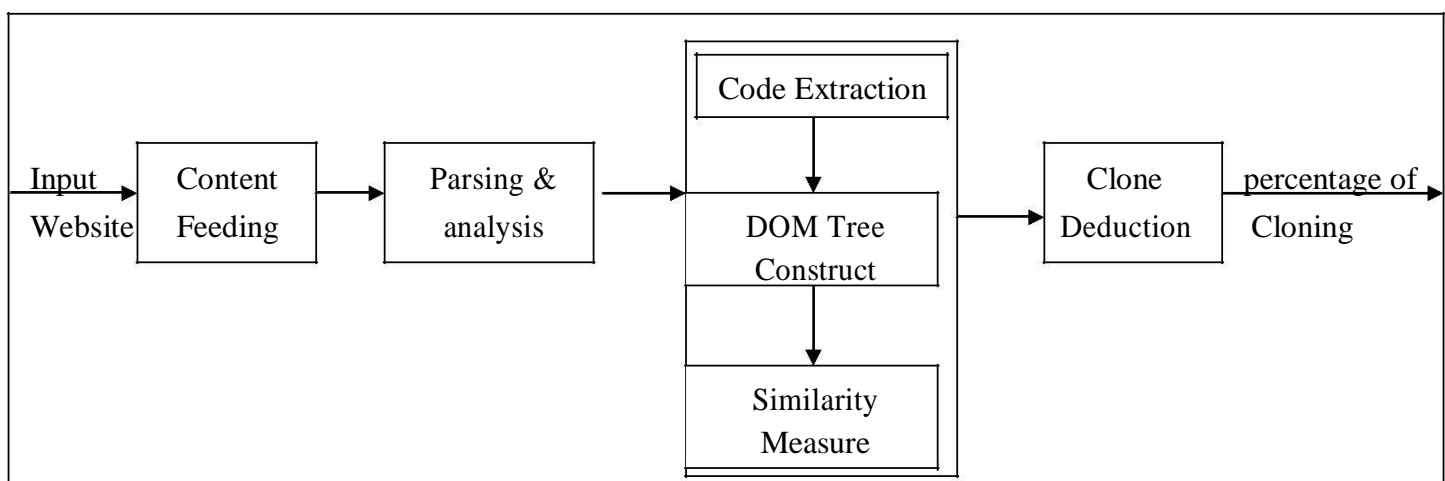 Input
Website
Content
Feeding
Parsing &
analysis
Code Extraction
DOM Tree
Construct
Similarity
Measure
Clone
Deduction
percentage of
Cloning